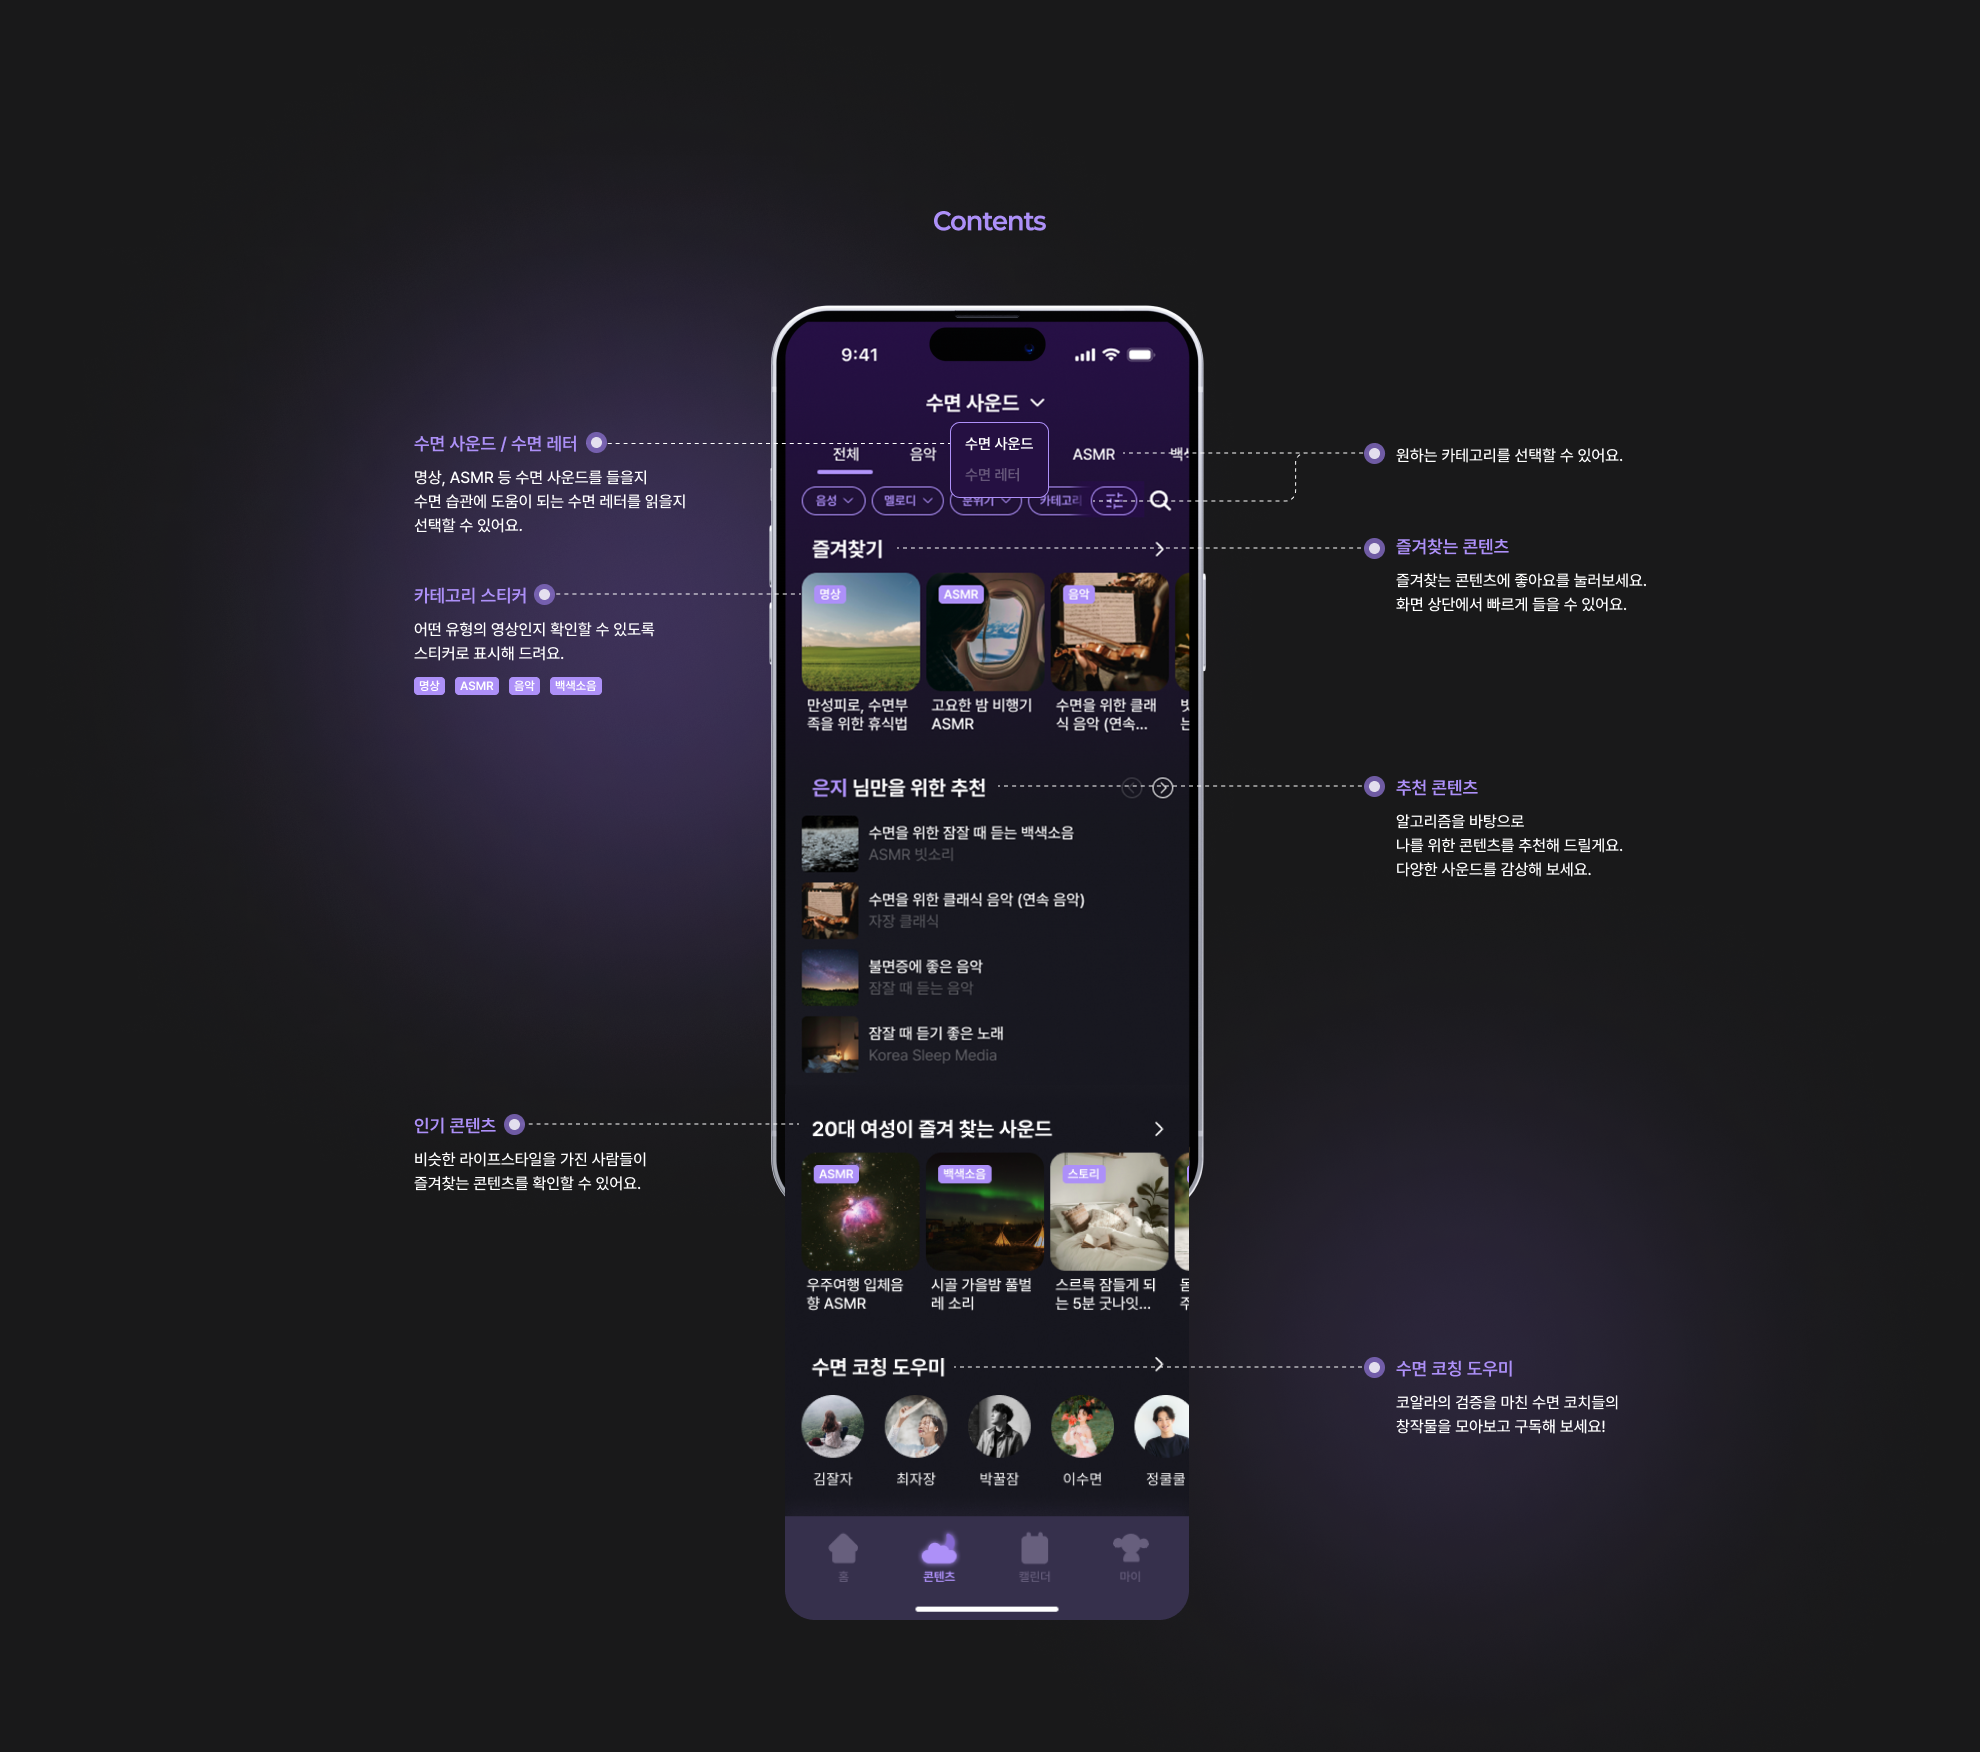 Contents
9:41
수면 사운드
수면 사운드
수면 레터
전체
음악
ASMR
음성
멜로디
분위기
카테고리
즐겨찾기
명상
ASMR
음악
만성피로, 수면부
족을 위한 휴식법
고요한 밤 비행기
ASMR
수면을 위한 클래
식 음악 (연속...
은지 님만을 위한 추천
수면을 위한 잠잘 때 듣는 백색소음
ASMR 빗소리
수면을 위한 클래식 음악 (연속 음악)
자장 클래식
불면증에 좋은 음악
잠잘 때 듣는 음악
잠잘 때 듣기 좋은 노래
Korea Sleep Media
20대 여성이 즐겨 찾는 사운드
ASMR
백색소음
스토리
우주여행 입체음
향 ASMR
시골 가을밤 풀벌
레 소리
스르륵 잠들게 되
는 5분 굿나잇...
수면 코칭 도우미
김잘자
최자장
박꿀잠
이수면
정쿨쿨
홈
콘텐츠
캘린더
마이
수면 사운드 / 수면 레터
명상, ASMR 등 수면 사운드를 들을지
수면 습관에 도움이 되는 수면 레터를 읽을지
선택할 수 있어요.
카테고리 스티커
어떤 유형의 영상인지 확인할 수 있도록
스티커로 표시해 드려요.
명상 ASMR 음악 백색소음
인기 콘텐츠
비슷한 라이프스타일을 가진 사람들이
즐겨찾는 콘텐츠를 확인할 수 있어요.
원하는 카테고리를 선택할 수 있어요.
즐겨찾는 콘텐츠
즐겨찾는 콘텐츠에 좋아요를 눌러보세요.
화면 상단에서 빠르게 들을 수 있어요.
추천 콘텐츠
알고리즘을 바탕으로
나를 위한 콘텐츠를 추천해 드릴게요.
다양한 사운드를 감상해 보세요.
수면 코칭 도우미
코알라의 검증을 마친 수면 코치들의
창작물을 모아보고 구독해 보세요!